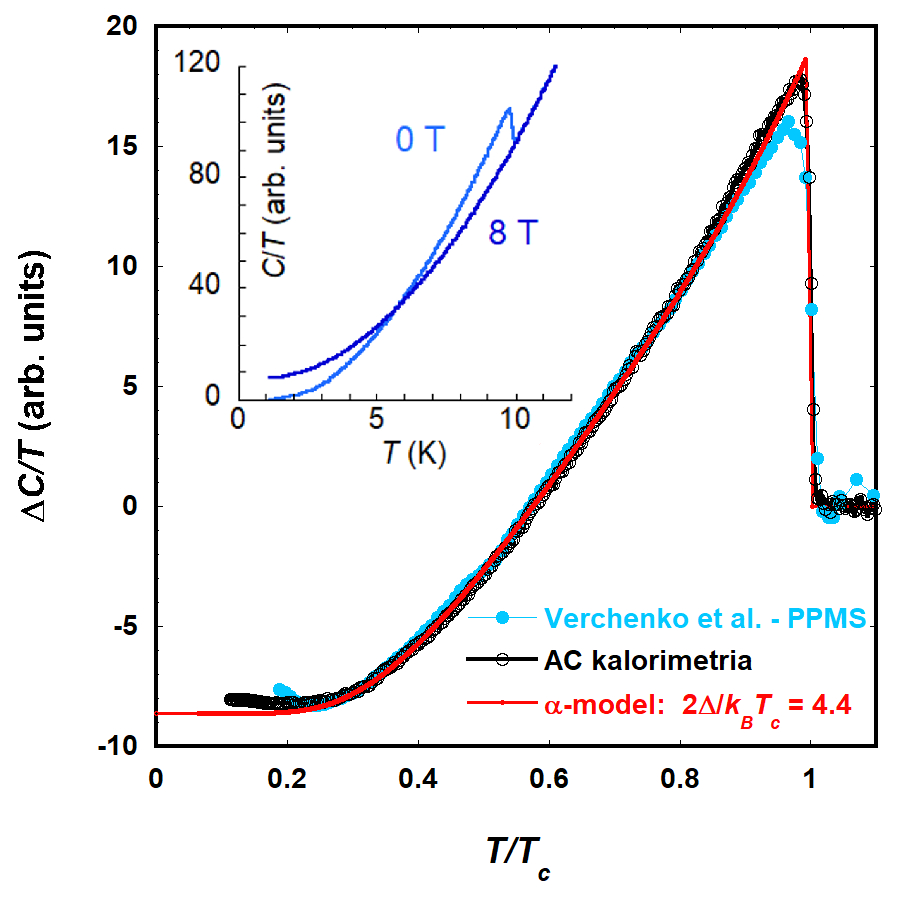 20
15
10
5
0
-5
-10
ΔC/T (arb. units)
120
80
40
0
C/T (arb. units)
0 T
8 T
0 5 10
T (K)
Verchenko et al. - PPMS
AC kalorimetria
α-model: 2Δ/k_BT_c = 4.4
0 0.2 0.4 0.6 0.8 1
T/T_c